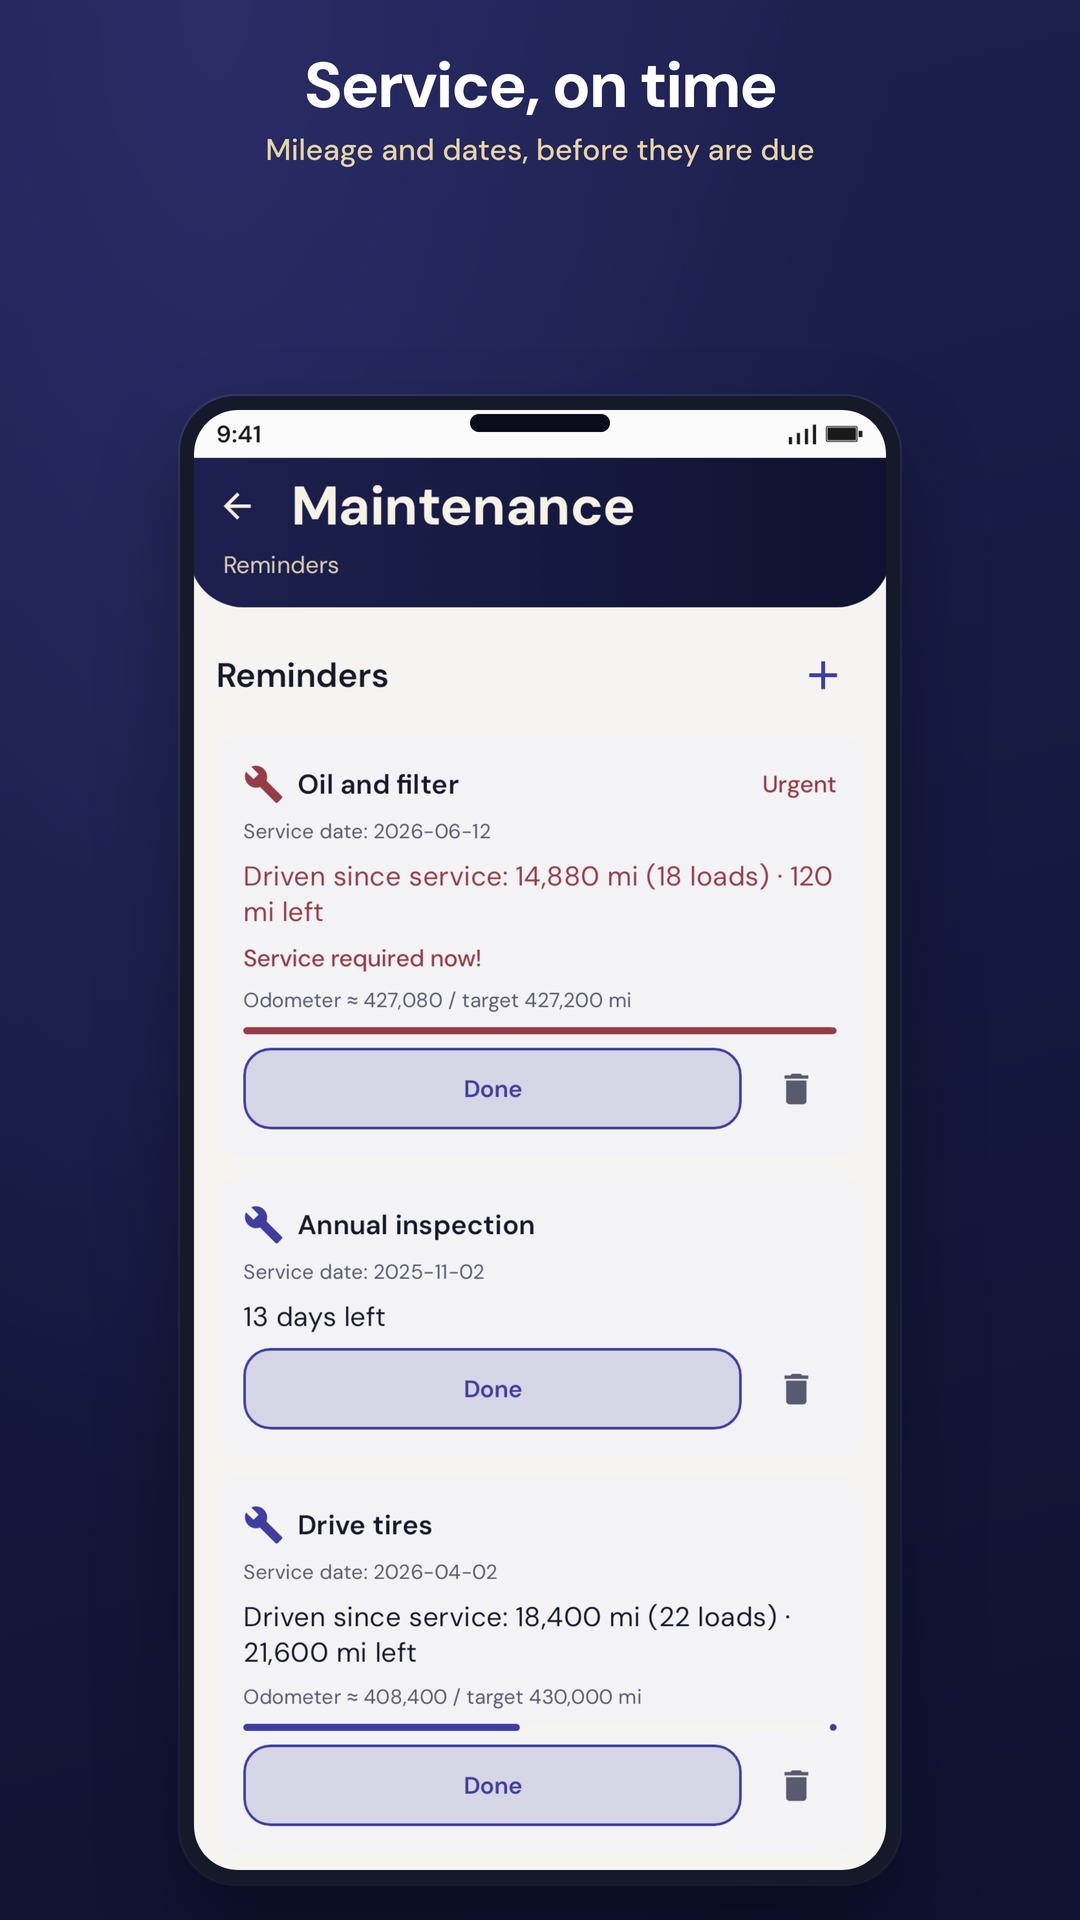 Service, on time
Mileage and dates, before they are due
9:41
Maintenance
Reminders
Reminders
Oil and filter
Urgent
Service date: 2026-06-12
Driven since service: 14,880 mi (18 loads) · 120
mi left
Service required now!
Odometer ≈ 427,080 / target 427,200 mi
Done
Annual inspection
Service date: 2025-11-02
13 days left
Done
Drive tires
Service date: 2026-04-02
Driven since service: 18,400 mi (22 loads) ·
21,600 mi left
Odometer ≈ 408,400 / target 430,000 mi
Done